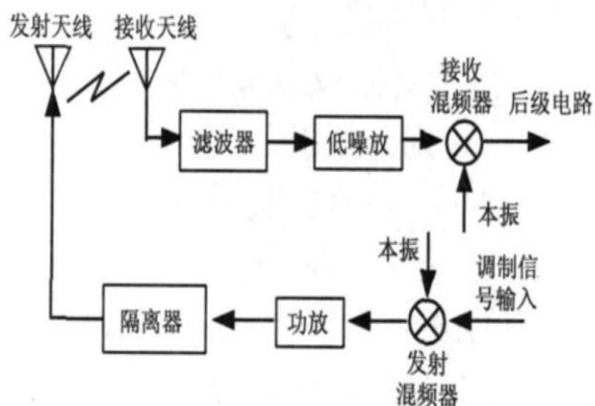 发射天线
接收天线
接收
混频器
后级电路
滤波器
低噪放
本振
本振
调制信
号输入
隔离器
功放
发射
混频器